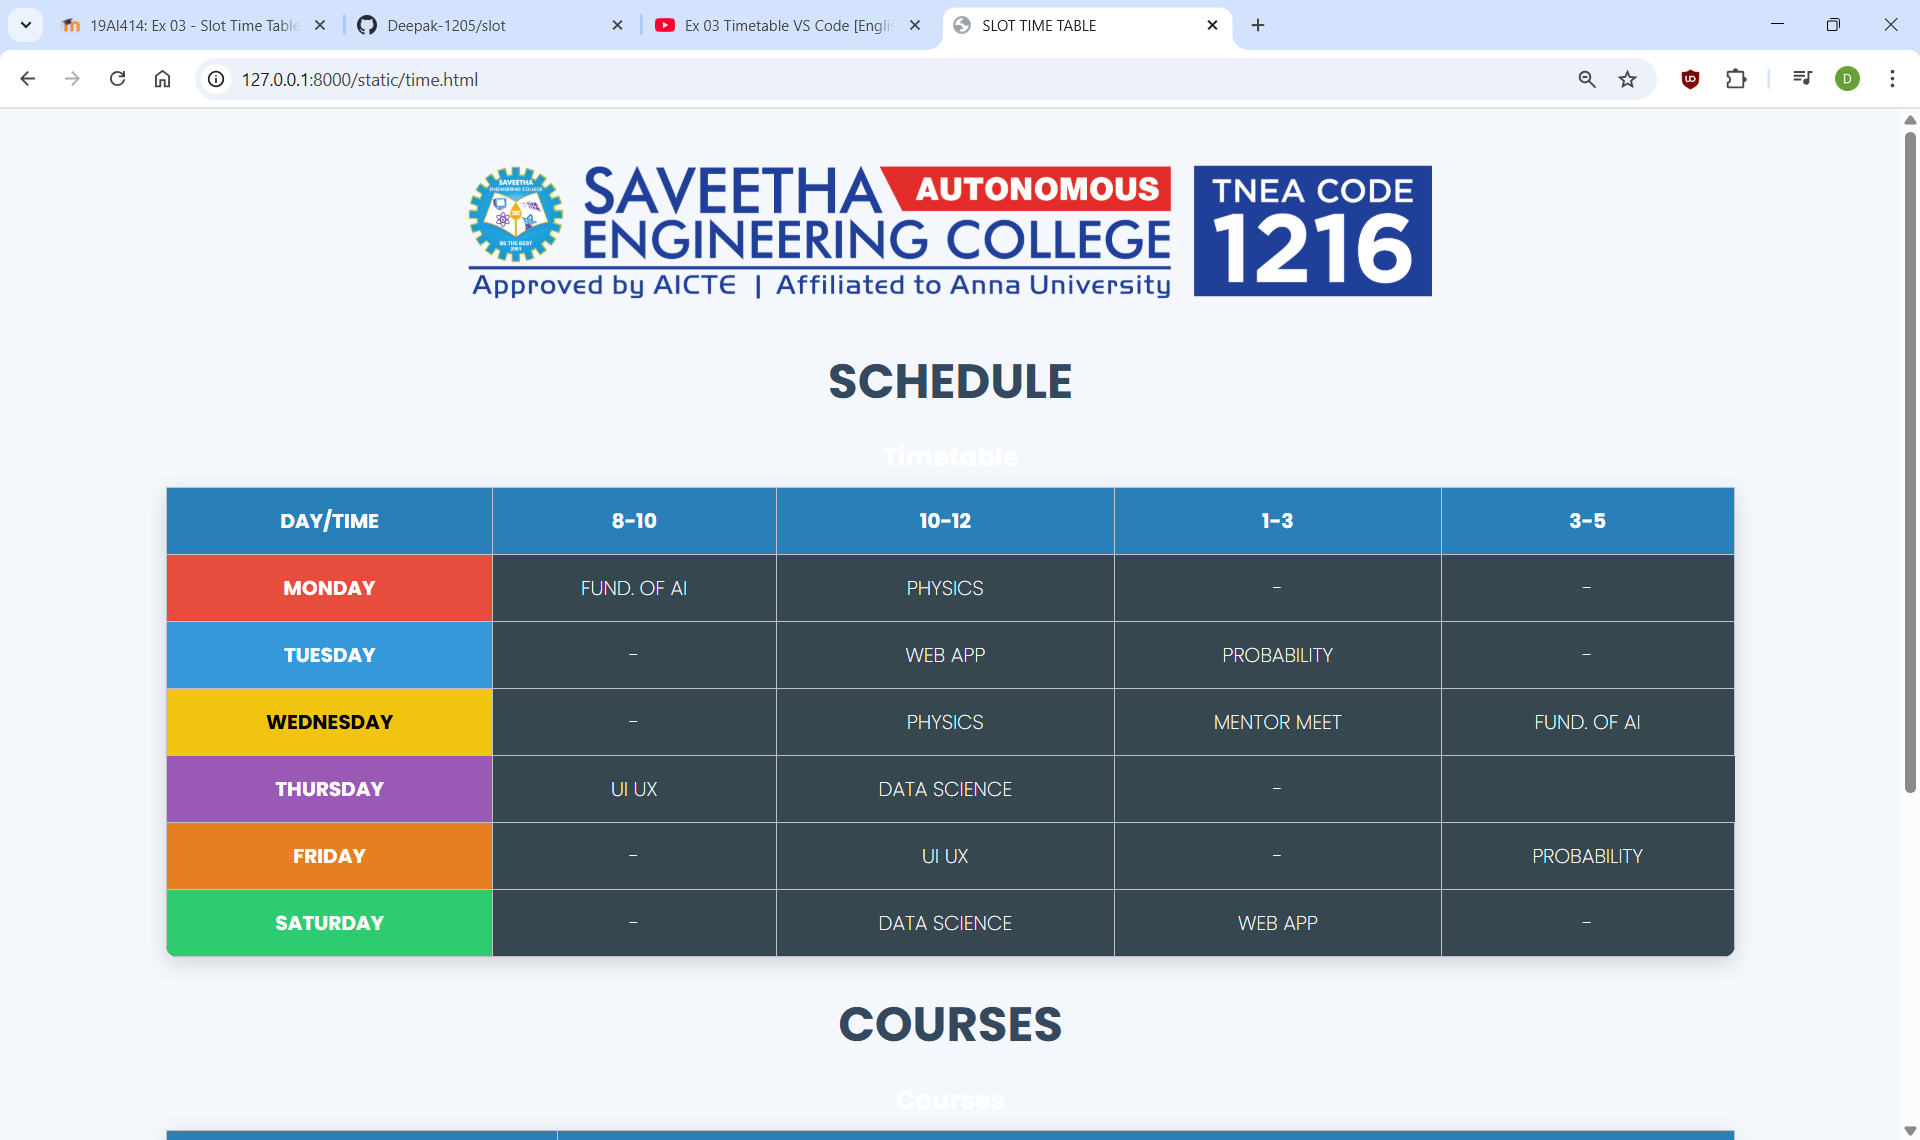 19AI414: Ex 03 - Slot Time Table
Deepak-1205/slot
Ex 03 Timetable VS Code [Englis
SLOT TIME TABLE
127.0.0.1:8000/static/time.html
D
SAVEETHA
ENGINEERING COLLEGE
BE THE BEST
2001
SAVEETHA AUTONOMOUS
ENGINEERING COLLEGE
Approved by AICTE | Affiliated to Anna University
TNEA CODE
1216
SCHEDULE
Timetable
DAY/TIME 8-10 10-12 1-3 3-5
MONDAY FUND. OF AI PHYSICS - -
TUESDAY - WEB APP PROBABILITY -
WEDNESDAY - PHYSICS MENTOR MEET FUND. OF AI
THURSDAY UI UX DATA SCIENCE -
FRIDAY - UI UX - PROBABILITY
SATURDAY - DATA SCIENCE WEB APP -
COURSES
Courses